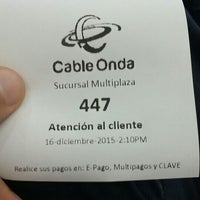 Cable Onda
Sucursal Multiplaza
447
Atención al cliente
16-diciembre-2015-2:10PM
Realice sus pagos en: E-Pago, Multipagos y CLAVE